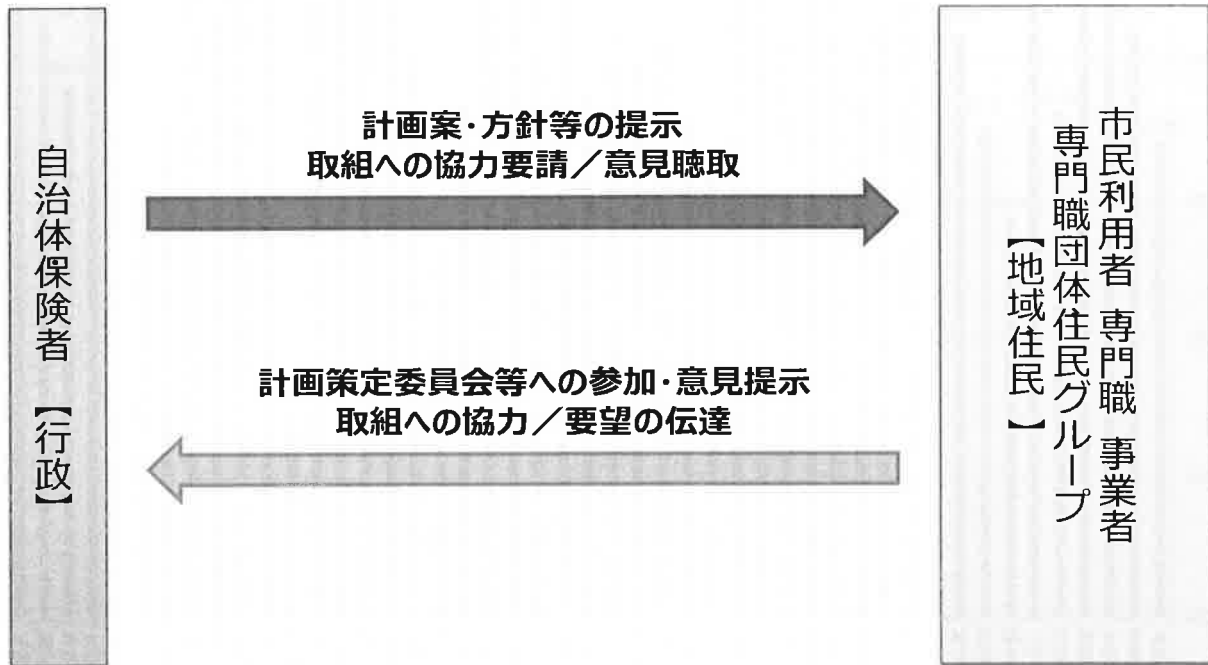 自治体保険者 【行政】
計画案・方針等の提示
取組への協力要請／意見聴取
計画策定委員会等への参加・意見提示
取組への協力／要望の伝達
市民利用者 専門職 事業者
専門職団体住民グループ
【地域住民】